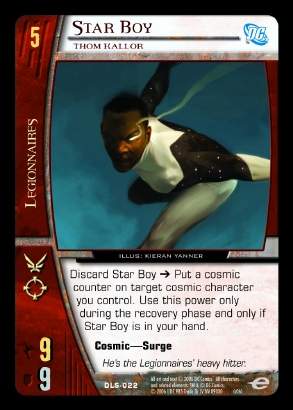 5
STAR BOY
THOM KALLOR
DC
LEGIONNAIRES
ILLUS: KIERAN YANNER
Discard Star Boy ➔ Put a cosmic
counter on target cosmic character
you control. Use this power only
during the recovery phase and only if
Star Boy is in your hand.
Cosmic—Surge
He's the Legionnaires' heavy hitter.
9
9
DLS-022